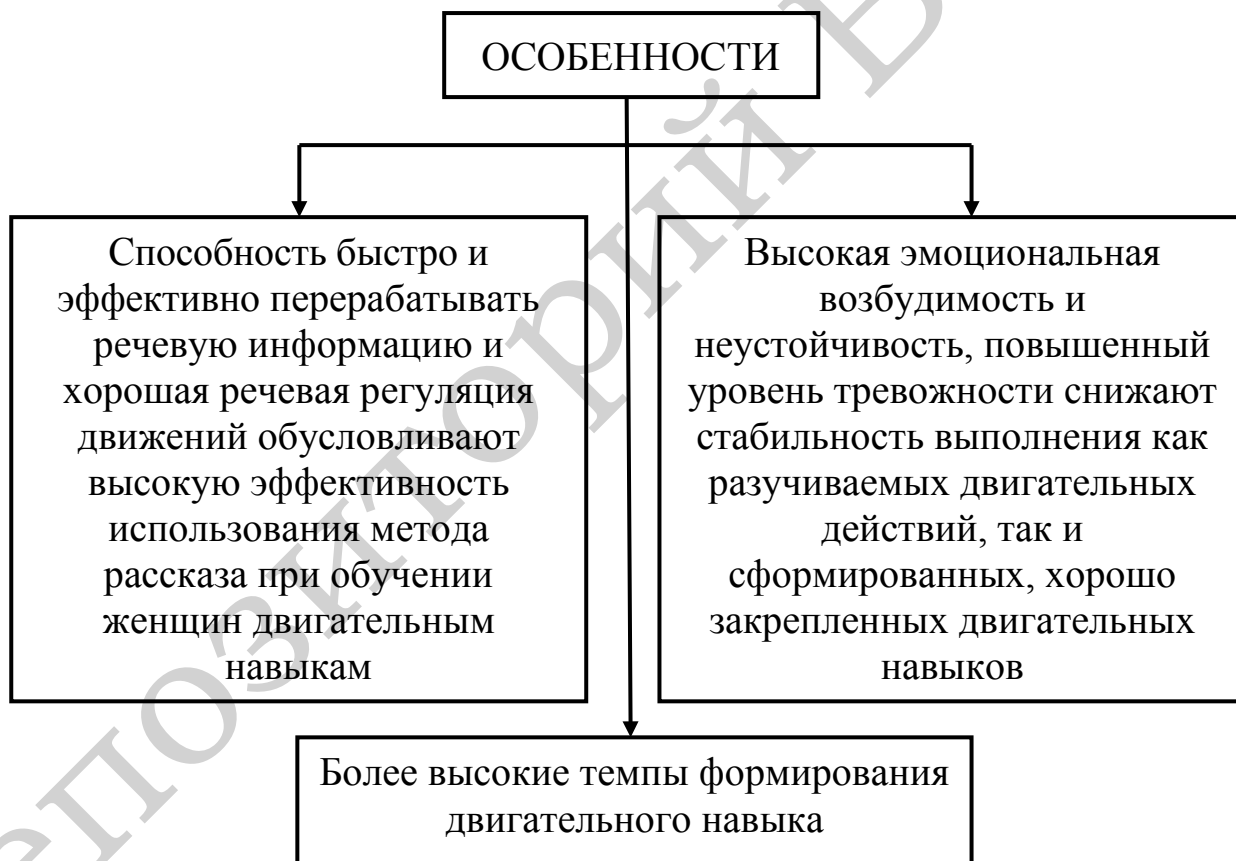 ОСОБЕННОСТИ
Способность быстро и
эффективно перерабатывать
речевую информацию и
хорошая речевая регуляция
движений обусловливают
высокую эффективность
использования метода
рассказа при обучении
женщин двигательным
навыкам
Высокая эмоциональная
возбудимость и
неустойчивость, повышенный
уровень тревожности снижают
стабильность выполнения как
разучиваемых двигательных
действий, так и
сформированных, хорошо
закрепленных двигательных
навыков
Более высокие темпы формирования
двигательного навыка